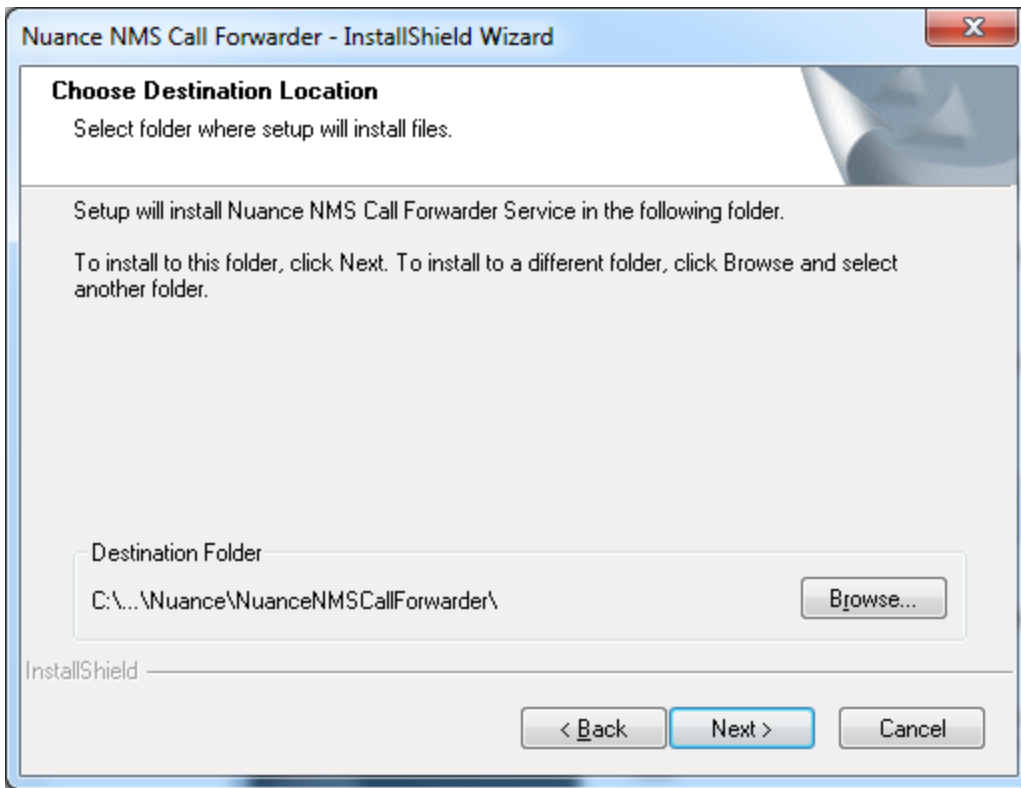 Nuance NMS Call Forwarder - InstallShield Wizard
Choose Destination Location
Select folder where setup will install files.
Setup will install Nuance NMS Call Forwarder Service in the following folder.
To install to this folder, click Next. To install to a different folder, click Browse and select
another folder.
Destination Folder
C:\...\Nuance\NuanceNMSCallForwarder\
Browse...
InstallShield
< Back
Next >
Cancel